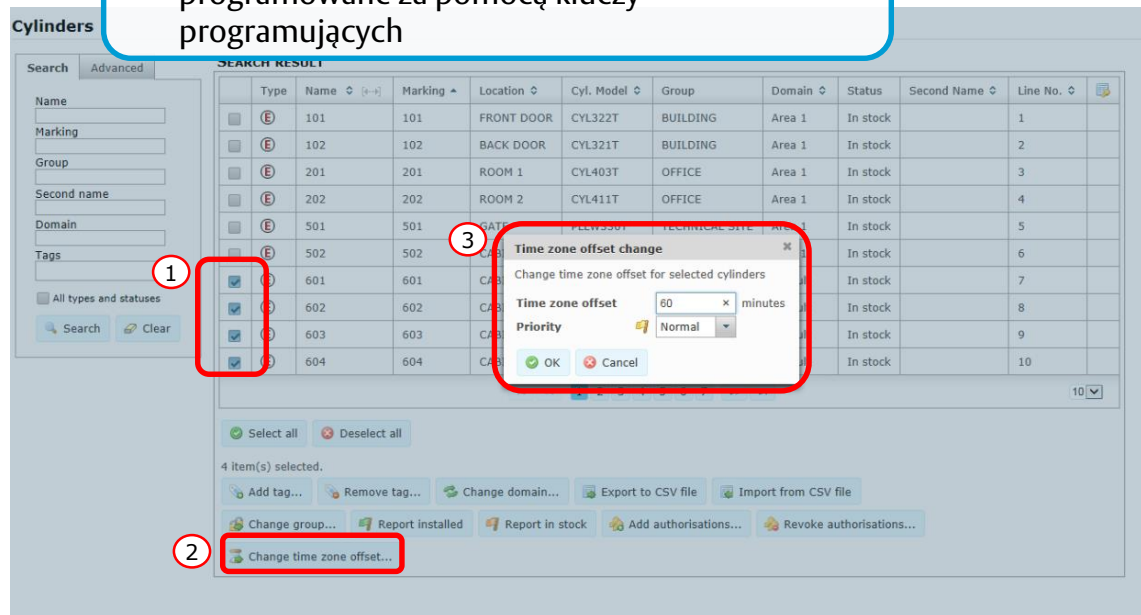 programowane za pomocą kluczy
programujących
Cylinders
Search Advanced
Name
Marking
Group
Second name
Domain
Tags
All types and statuses
Search Clear
SEARCH RESULT
Type Name Marking Location Cyl. Model Group Domain Status Second Name Line No.
E 101 101 FRONT DOOR CYL322T BUILDING Area 1 In stock 1
E 102 102 BACK DOOR CYL321T BUILDING Area 1 In stock 2
E 201 201 ROOM 1 CYL403T OFFICE Area 1 In stock 3
E 202 202 ROOM 2 CYL411T OFFICE Area 1 In stock 4
E 501 501 GATE TECHNICAL SITE Area 1 In stock 5
E 502 502 In stock 6
601 601 In stock 7
602 602 In stock 8
603 603 In stock 9
604 604 In stock 10
1
2
3
Time zone offset change
Change time zone offset for selected cylinders
Time zone offset 60 × minutes
Priority Normal
OK Cancel
10
Select all Deselect all
4 item(s) selected.
Add tag... Remove tag... Change domain... Export to CSV file Import from CSV file
Change group... Report installed Report in stock Add authorisations... Revoke authorisations...
Change time zone offset...